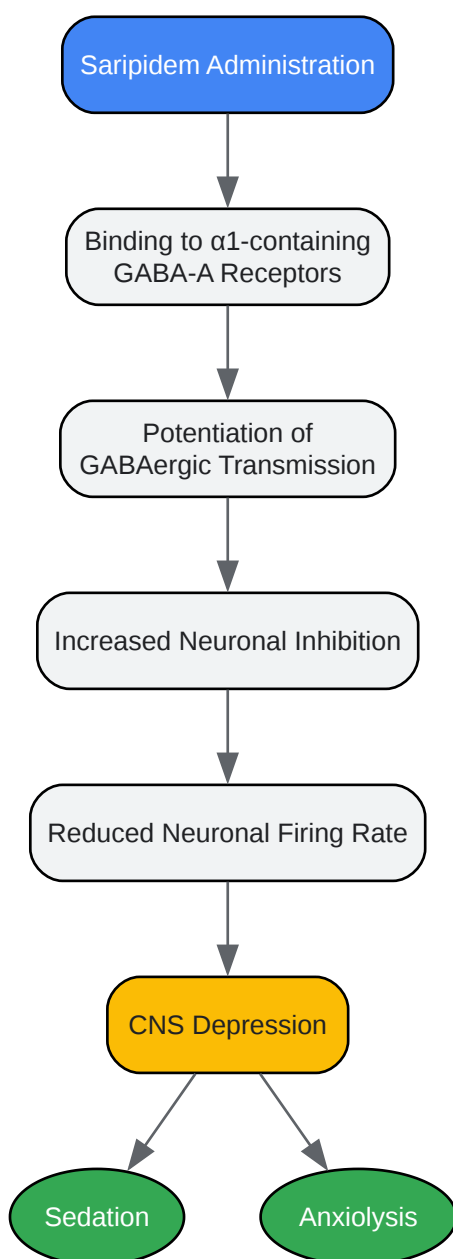 Saripidem Administration
Binding to α1-containing
GABA-A Receptors
Potentiation of
GABAergic Transmission
Increased Neuronal Inhibition
Reduced Neuronal Firing Rate
CNS Depression
Sedation
Anxiolysis